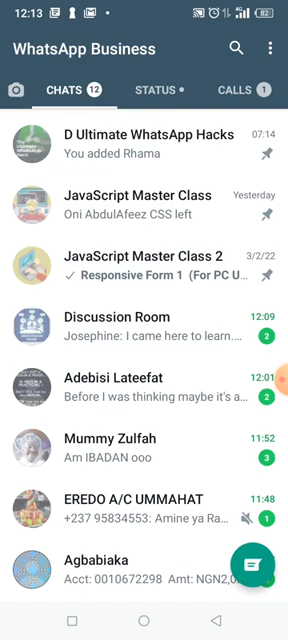 12:13
82
WhatsApp Business
CHATS 12
STATUS
CALLS 1
D Ultimate WhatsApp Hacks 07:14
You added Rhama
JavaScript Master Class Yesterday
Oni AbdulAfeez CSS left
JavaScript Master Class 2 3/2/22
Responsive Form 1 (For PC U...
Discussion Room 12:09
Josephine: I came here to learn.... 2
Adebisi Lateefat 12:01
Before I was thinking maybe it's a... 2
Mummy Zulfah 11:52
Am IBADAN ooo 3
EREDO A/C UMMAHAT 11:48
+237 95834553: Amine ya Ra... 1
Agbabiaka
Acct: 0010672298 Amt: NGN2,0